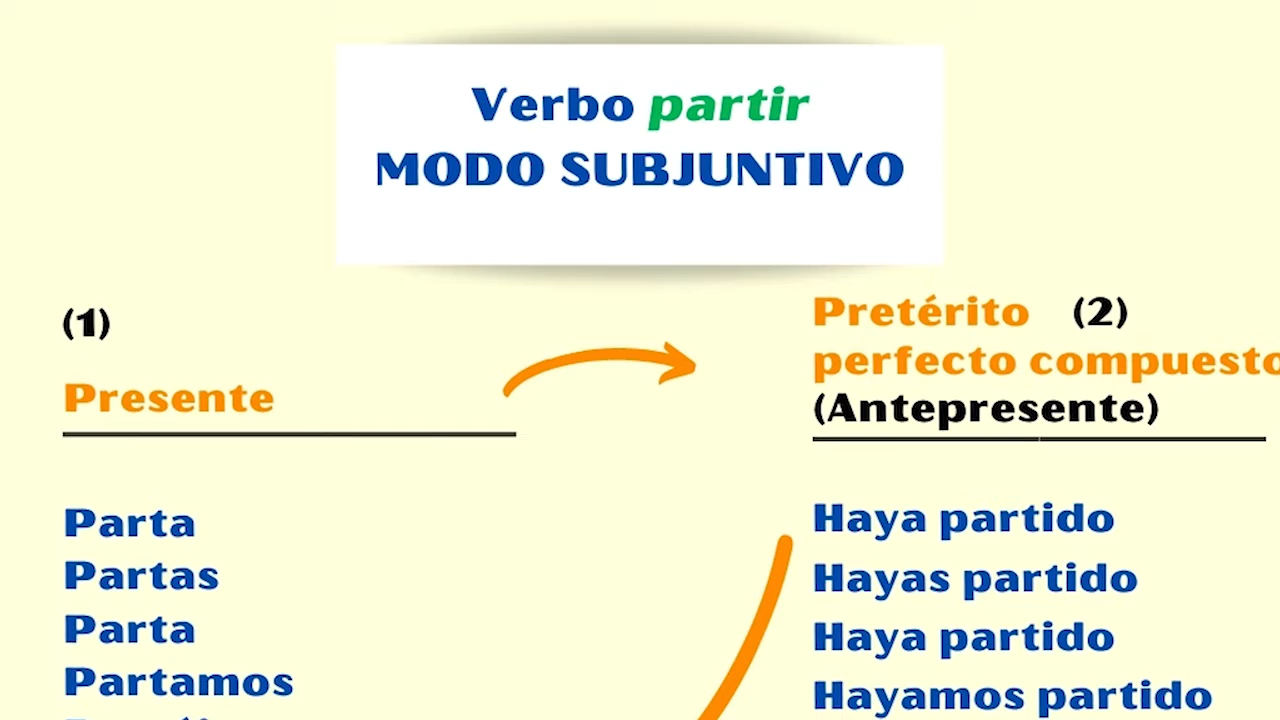 Verbo partir
MODO SUBJUNTIVO
(1)
Presente
Parta
Partas
Parta
Partamos
Pretérito (2)
perfecto compuesto
(Antepresente)
Haya partido
Hayas partido
Haya partido
Hayamos partido